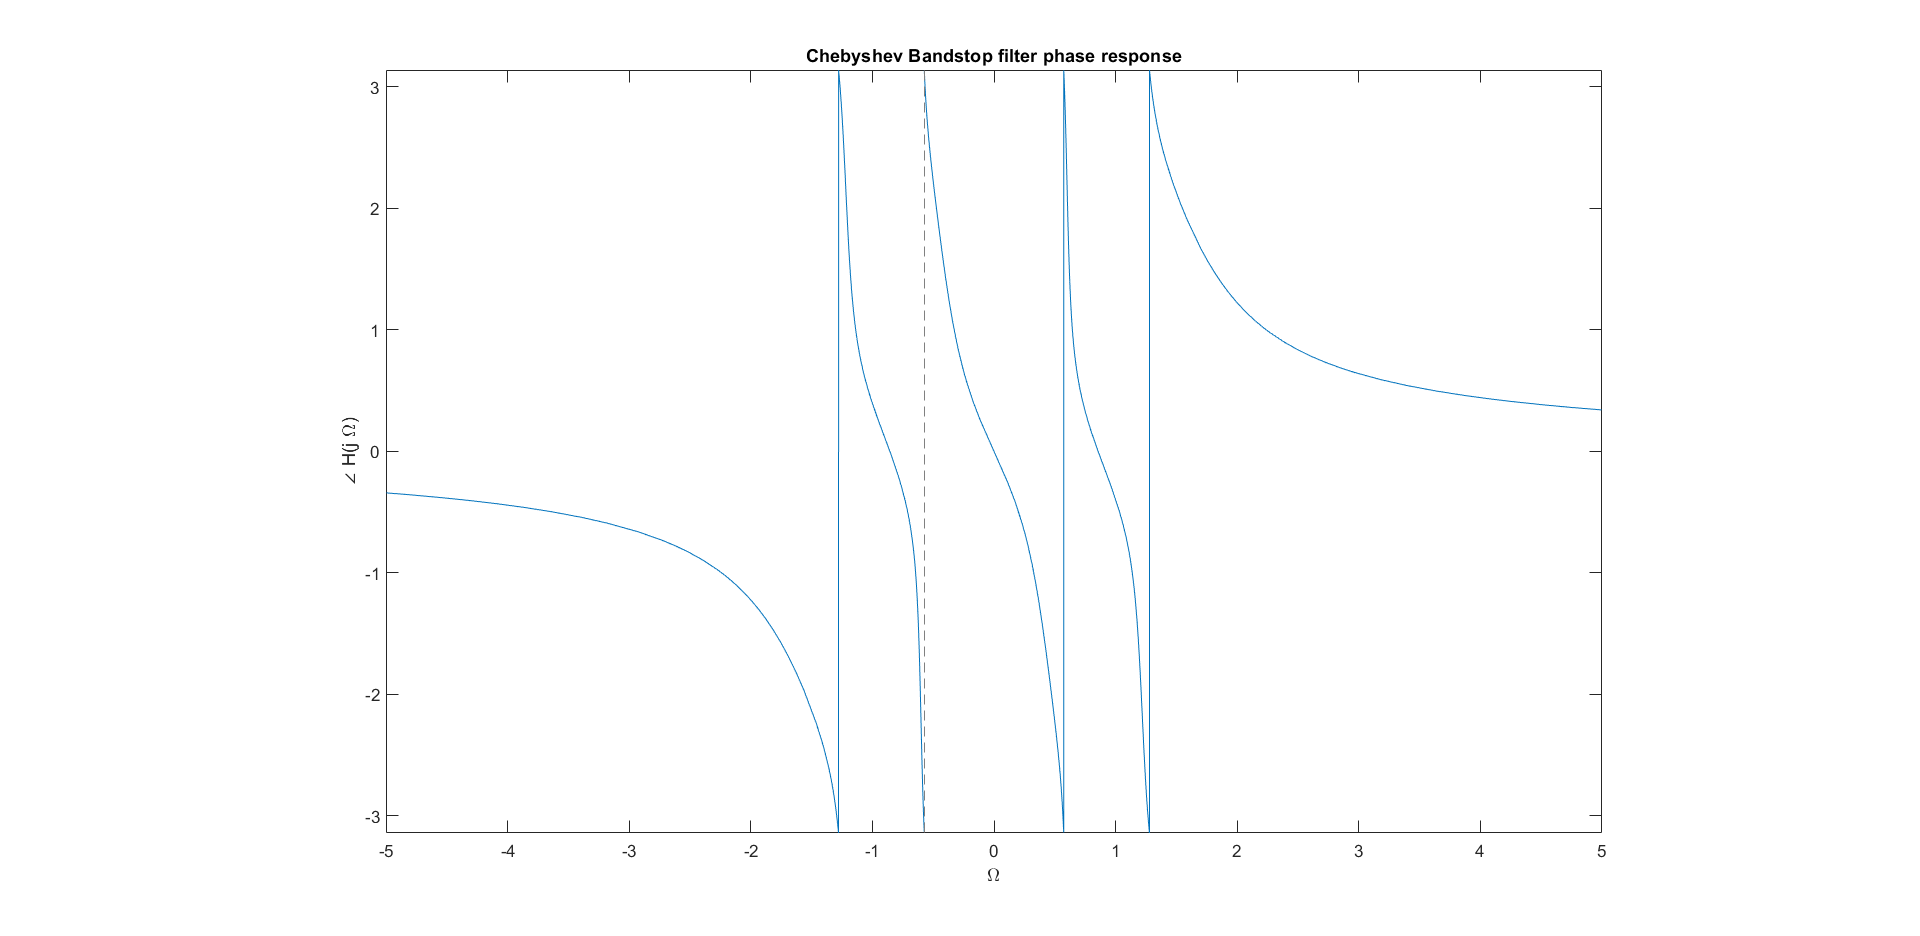 Chebyshev Bandstop filter phase response
3
2
1
0
-1
-2
-3
∠ H(j Ω)
-5 -4 -3 -2 -1 0 1 2 3 4 5
Ω